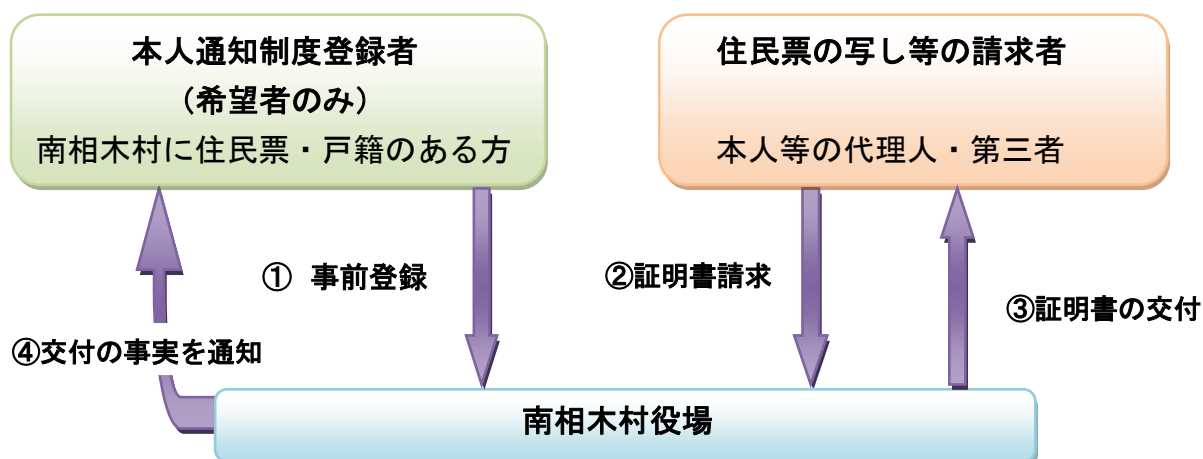 本人通知制度登録者
（希望者のみ）
南相木村に住民票・戸籍のある方
住民票の写し等の請求者
本人等の代理人・第三者
①　事前登録
②証明書請求
③証明書の交付
④交付の事実を通知
南相木村役場